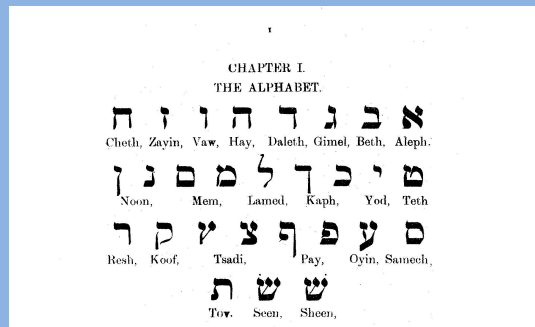 1
CHAPTER I.
THE ALPHABET.
א ב ג ד ה ו ז ח
Cheth, Zayin, Vaw, Hay, Daleth, Gimel, Beth, Aleph.
ט י כ ך ל מ ם נ ן
Noon, Mem, Lamed, Kaph, Yod, Teth
ס ע פ ף צ ץ ק ר
Resh, Koof, Tsadi, Pay, Oyin, Samech,
שׁ שׂ ת
Tov. Seen, Sheen,